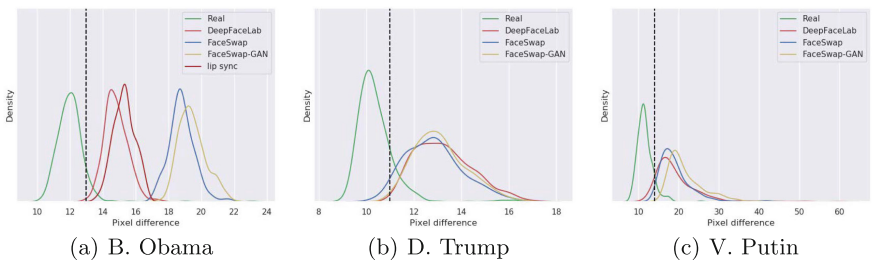 Real
DeepFaceLab
FaceSwap
FaceSwap-GAN
lip sync
Density
10 12 14 16 18 20 22 24
Pixel difference
(a) B. Obama
Real
DeepFaceLab
FaceSwap
FaceSwap-GAN
Density
8 10 12 14 16 18
Pixel difference
(b) D. Trump
Real
DeepFaceLab
FaceSwap
FaceSwap-GAN
Density
10 20 30 40 50 60
Pixel difference
(c) V. Putin